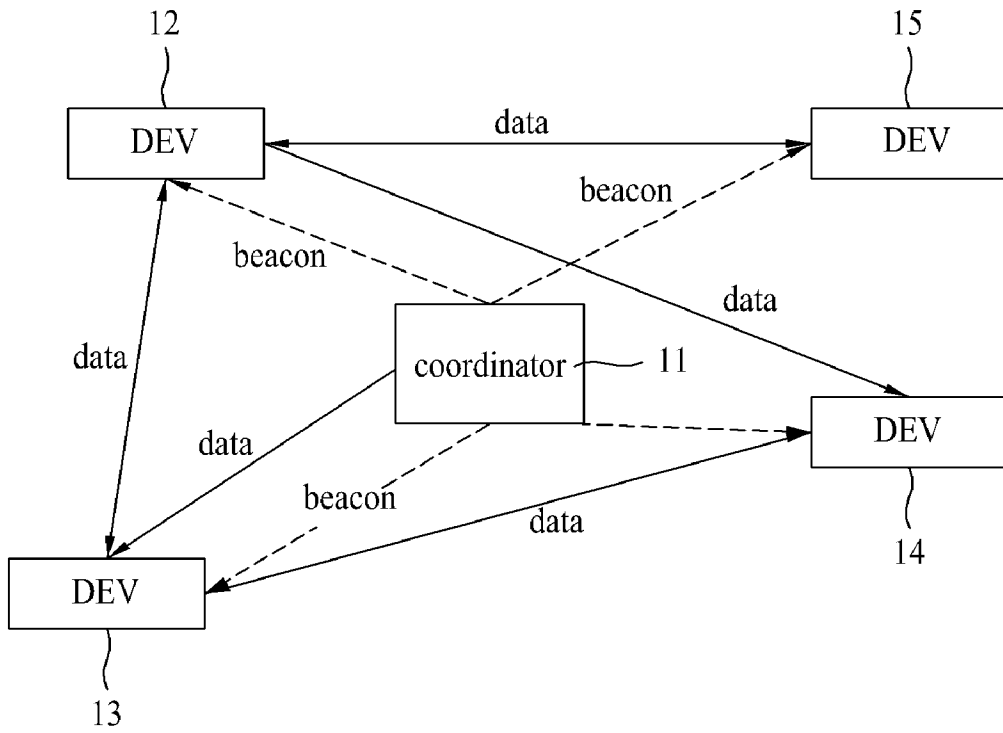 12
15
DEV
data
DEV
beacon
beacon
data
data
coordinator
11
data
DEV
beacon
data
14
DEV
13